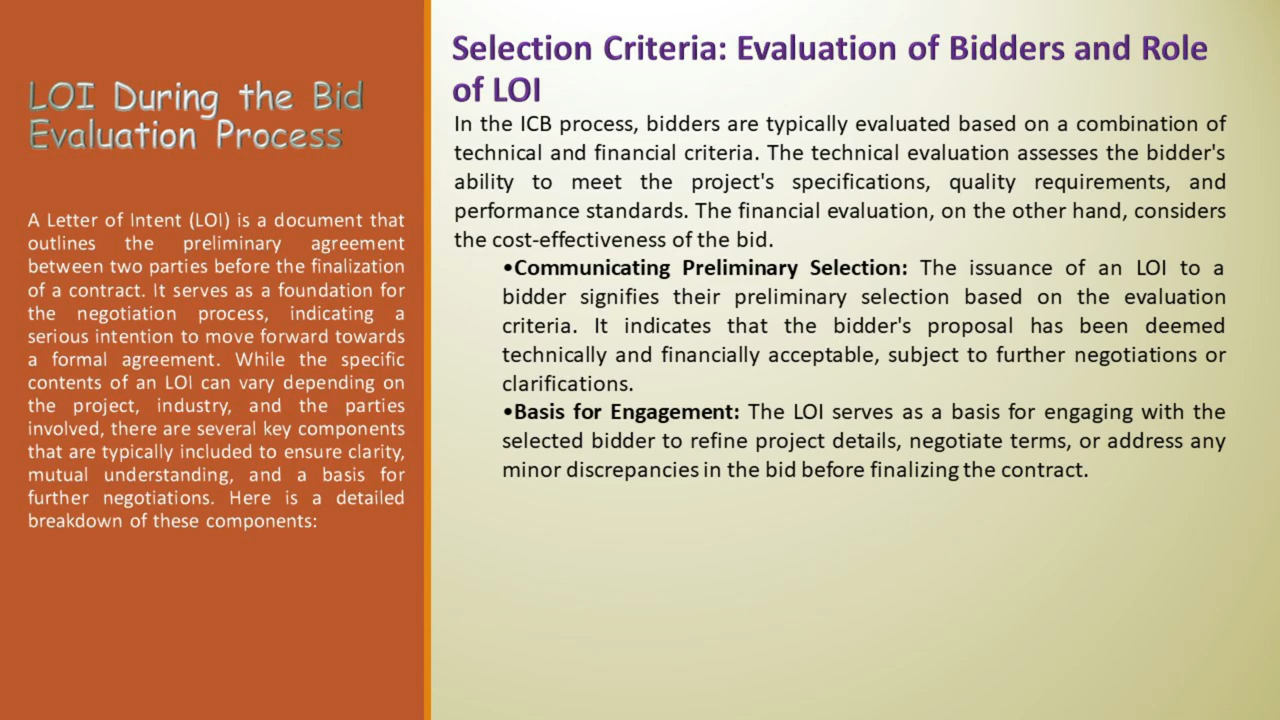 LOI During the Bid
Evaluation Process
A Letter of Intent (LOI) is a document that
outlines the preliminary agreement
between two parties before the finalization
of a contract. It serves as a foundation for
the negotiation process, indicating a
serious intention to move forward towards
a formal agreement. While the specific
contents of an LOI can vary depending on
the project, industry, and the parties
involved, there are several key components
that are typically included to ensure clarity,
mutual understanding, and a basis for
further negotiations. Here is a detailed
breakdown of these components:
Selection Criteria: Evaluation of Bidders and Role
of LOI
In the ICB process, bidders are typically evaluated based on a combination of
technical and financial criteria. The technical evaluation assesses the bidder's
ability to meet the project's specifications, quality requirements, and
performance standards. The financial evaluation, on the other hand, considers
the cost-effectiveness of the bid.
•Communicating Preliminary Selection: The issuance of an LOI to a
bidder signifies their preliminary selection based on the evaluation
criteria. It indicates that the bidder's proposal has been deemed
technically and financially acceptable, subject to further negotiations or
clarifications.
•Basis for Engagement: The LOI serves as a basis for engaging with the
selected bidder to refine project details, negotiate terms, or address any
minor discrepancies in the bid before finalizing the contract.